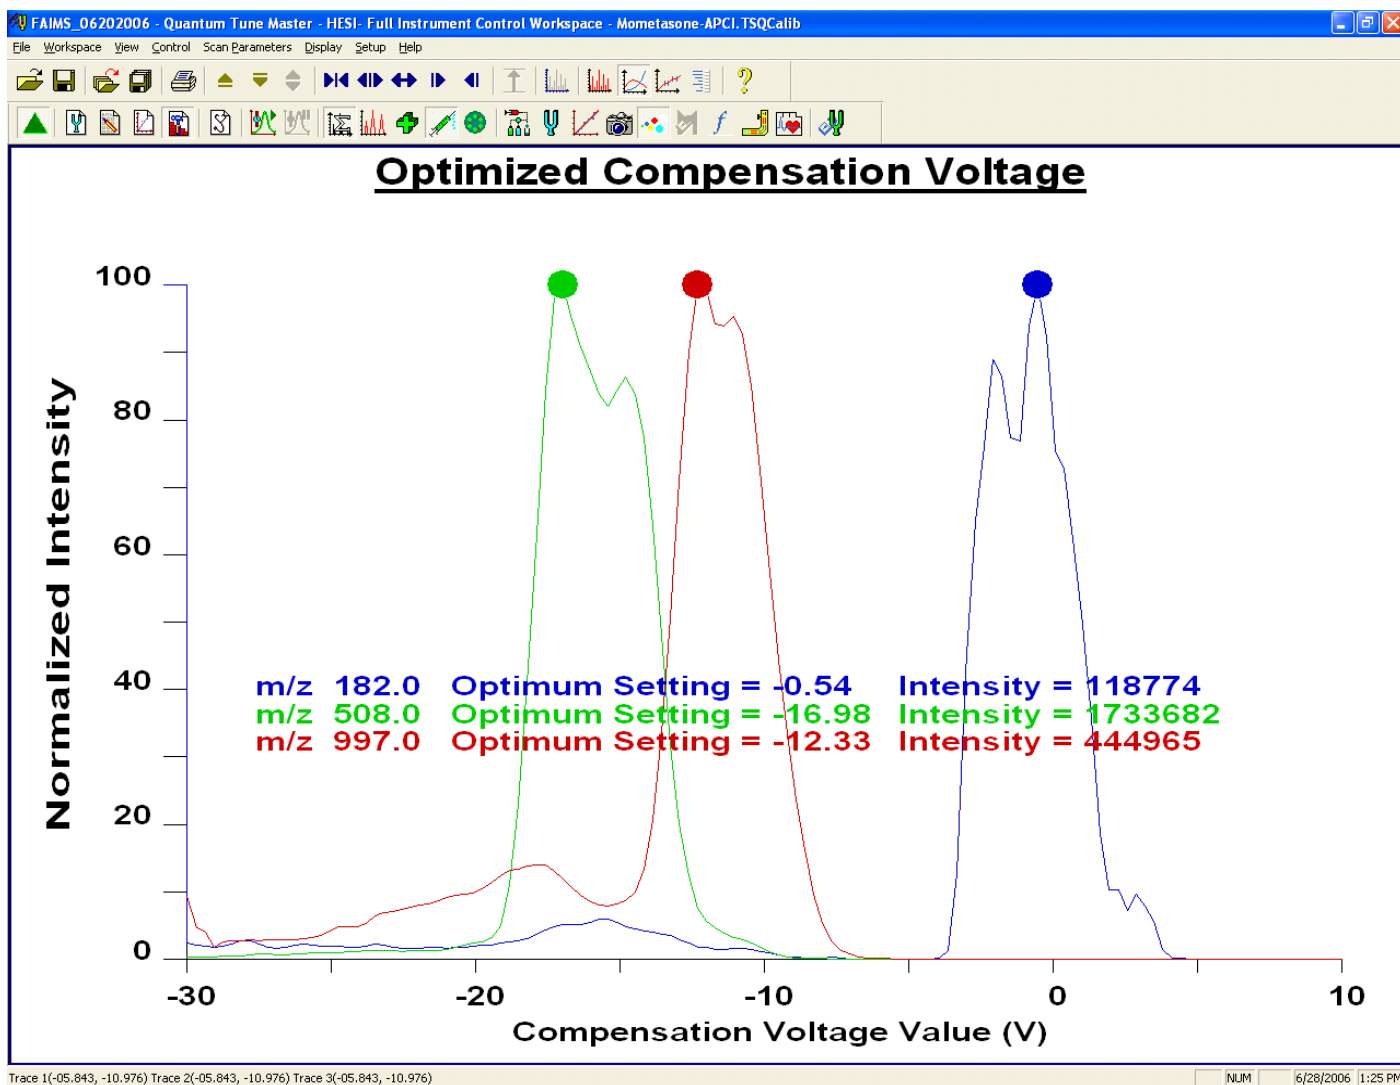 FAIMS_06202006 - Quantum Tune Master - HESI- Full Instrument Control Workspace - Mometasone-APCI.TSQCalib
File Workspace View Control Scan Parameters Display Setup Help
Optimized Compensation Voltage
100
80
60
40
20
0
Normalized Intensity
m/z 182.0 Optimum Setting = -0.54 Intensity = 118774
m/z 508.0 Optimum Setting = -16.98 Intensity = 1733682
m/z 997.0 Optimum Setting = -12.33 Intensity = 444965
-30 -20 -10 0 10
Compensation Voltage Value (V)
Trace 1(-05.843, -10.976) Trace 2(-05.843, -10.976) Trace 3(-05.843, -10.976) NUM 6/28/2006 1:25 PM